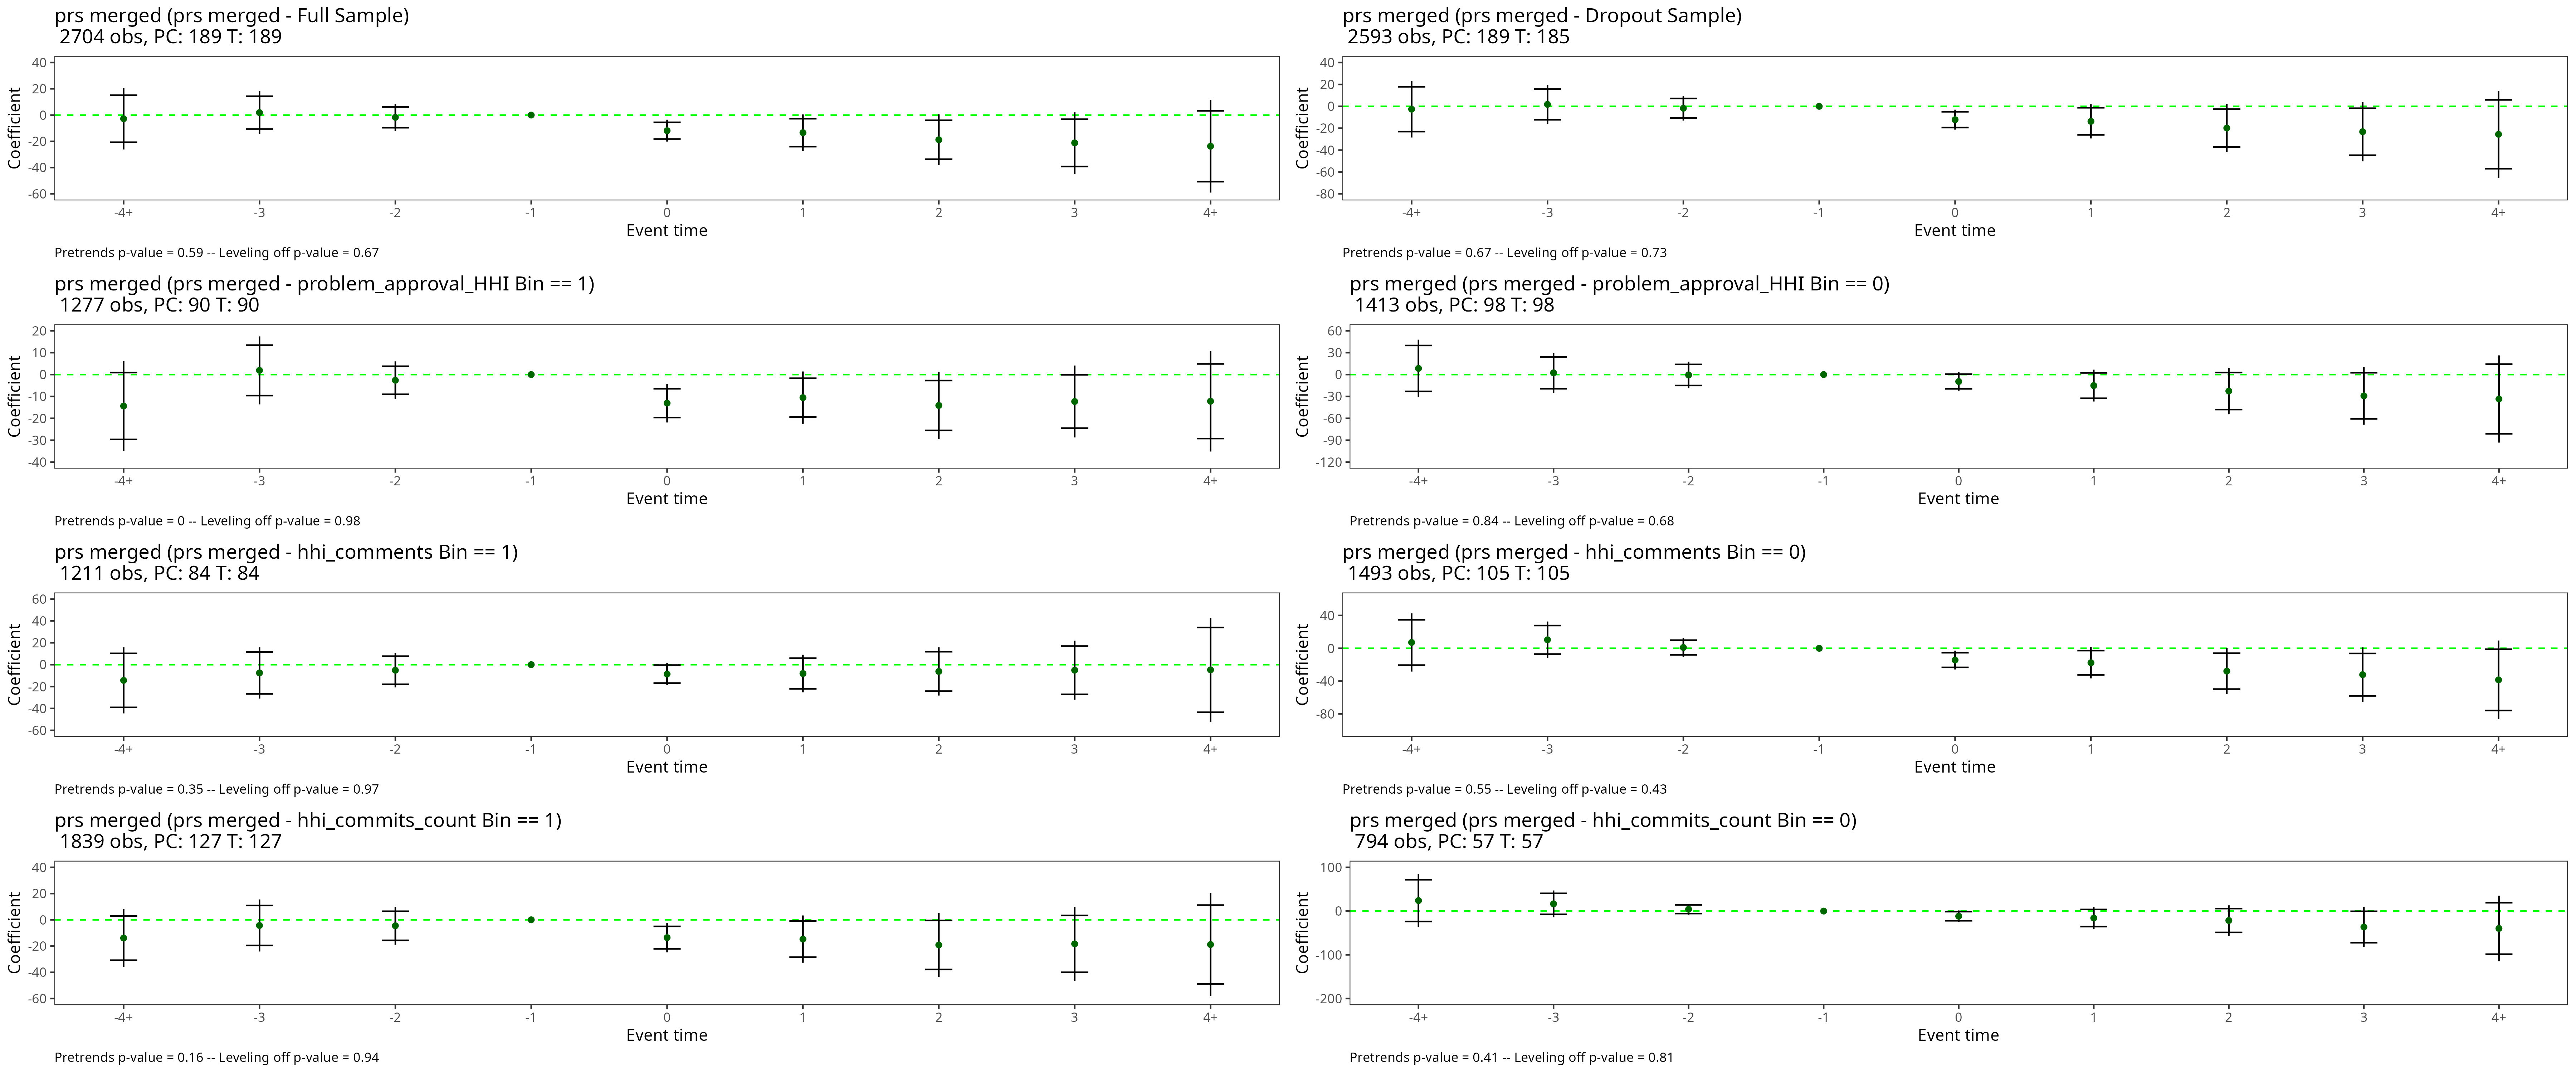 prs merged (prs merged - Full Sample)
2704 obs, PC: 189 T: 189
40
20
0
-20
-40
-60
Coefficient
-4+ -3 -2 -1 0 1 2 3 4+
Event time
Pretrends p-value = 0.59 -- Leveling off p-value = 0.67
prs merged (prs merged - Dropout Sample)
2593 obs, PC: 189 T: 185
40
20
0
-20
-40
-60
-80
Coefficient
-4+ -3 -2 -1 0 1 2 3 4+
Event time
Pretrends p-value = 0.67 -- Leveling off p-value = 0.73
prs merged (prs merged - problem_approval_HHI Bin == 1)
1277 obs, PC: 90 T: 90
20
10
0
-10
-20
-30
-40
Coefficient
-4+ -3 -2 -1 0 1 2 3 4+
Event time
Pretrends p-value = 0 -- Leveling off p-value = 0.98
prs merged (prs merged - problem_approval_HHI Bin == 0)
1413 obs, PC: 98 T: 98
60
30
0
-30
-60
-90
-120
Coefficient
-4+ -3 -2 -1 0 1 2 3 4+
Event time
Pretrends p-value = 0.84 -- Leveling off p-value = 0.68
prs merged (prs merged - hhi_comments Bin == 1)
1211 obs, PC: 84 T: 84
60
40
20
0
-20
-40
-60
Coefficient
-4+ -3 -2 -1 0 1 2 3 4+
Event time
Pretrends p-value = 0.35 -- Leveling off p-value = 0.97
prs merged (prs merged - hhi_comments Bin == 0)
1493 obs, PC: 105 T: 105
40
0
-40
-80
Coefficient
-4+ -3 -2 -1 0 1 2 3 4+
Event time
Pretrends p-value = 0.55 -- Leveling off p-value = 0.43
prs merged (prs merged - hhi_commits_count Bin == 1)
1839 obs, PC: 127 T: 127
40
20
0
-20
-40
-60
Coefficient
-4+ -3 -2 -1 0 1 2 3 4+
Event time
Pretrends p-value = 0.16 -- Leveling off p-value = 0.94
prs merged (prs merged - hhi_commits_count Bin == 0)
794 obs, PC: 57 T: 57
100
0
-100
-200
Coefficient
-4+ -3 -2 -1 0 1 2 3 4+
Event time
Pretrends p-value = 0.41 -- Leveling off p-value = 0.81